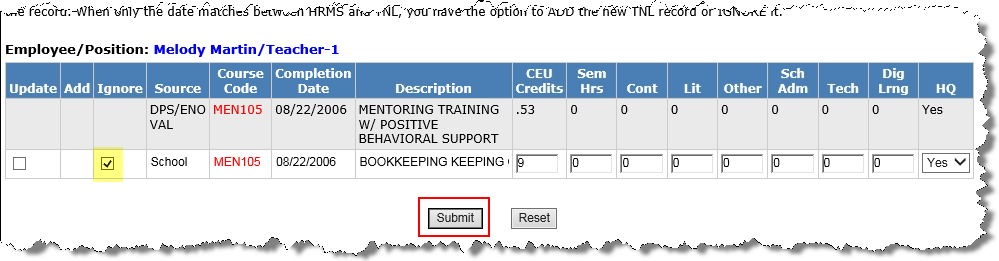 the record. When only the date matches between HRMS and TNL, you have the option to ADD the new TNL record or IGNORE it.
Employee/Position: Melody Martin/Teacher-1
Update Add Ignore Source Course Code Completion Date Description CEU Credits Sem Hrs Cont Lit Other Sch Adm Tech Dig Lrng HQ
DPS/ENO VAL MEN105 08/22/2006 MENTORING TRAINING W/ POSITIVE BEHAVIORAL SUPPORT .53 0 0 0 0 0 0 0 Yes
School MEN105 08/22/2006 BOOKKEEPING KEEPING 9 0 0 0 0 0 0 0 Yes
Submit Reset